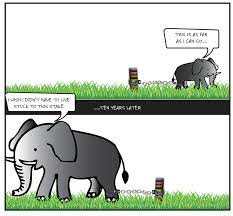 THIS IS AS FAR
AS I CAN GO....
....TEN YEARS LATER
I WISH I DIDN'T HAVE TO LIVE
STUCK TO THIS STAKE